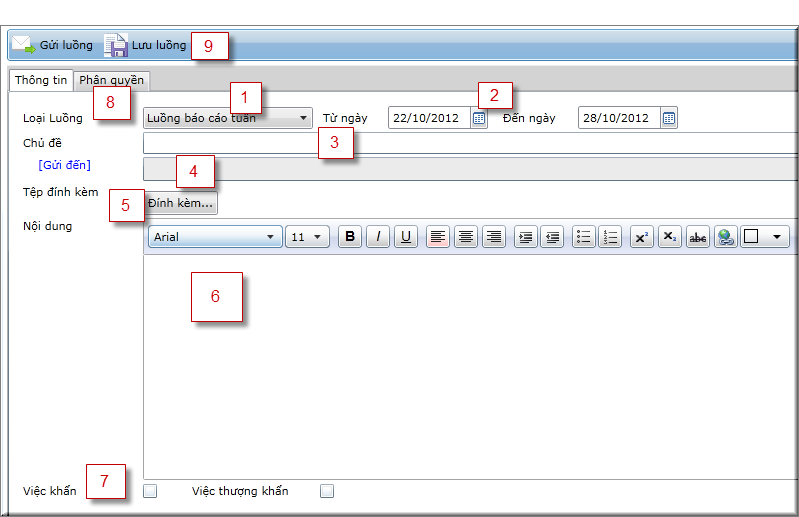 Gửi luồng Lưu luồng 9
Thông tin Phân quyền
8 1 2
Loại Luồng Luồng báo cáo tuần Từ ngày 22/10/2012 Đến ngày 28/10/2012
Chủ đề 3
[Gửi đến] 4
Tệp đính kèm
5 Đính kèm...
Nội dung
Arial 11 B I U x² x₂ abc
6
7
Việc khẩn Việc thượng khẩn